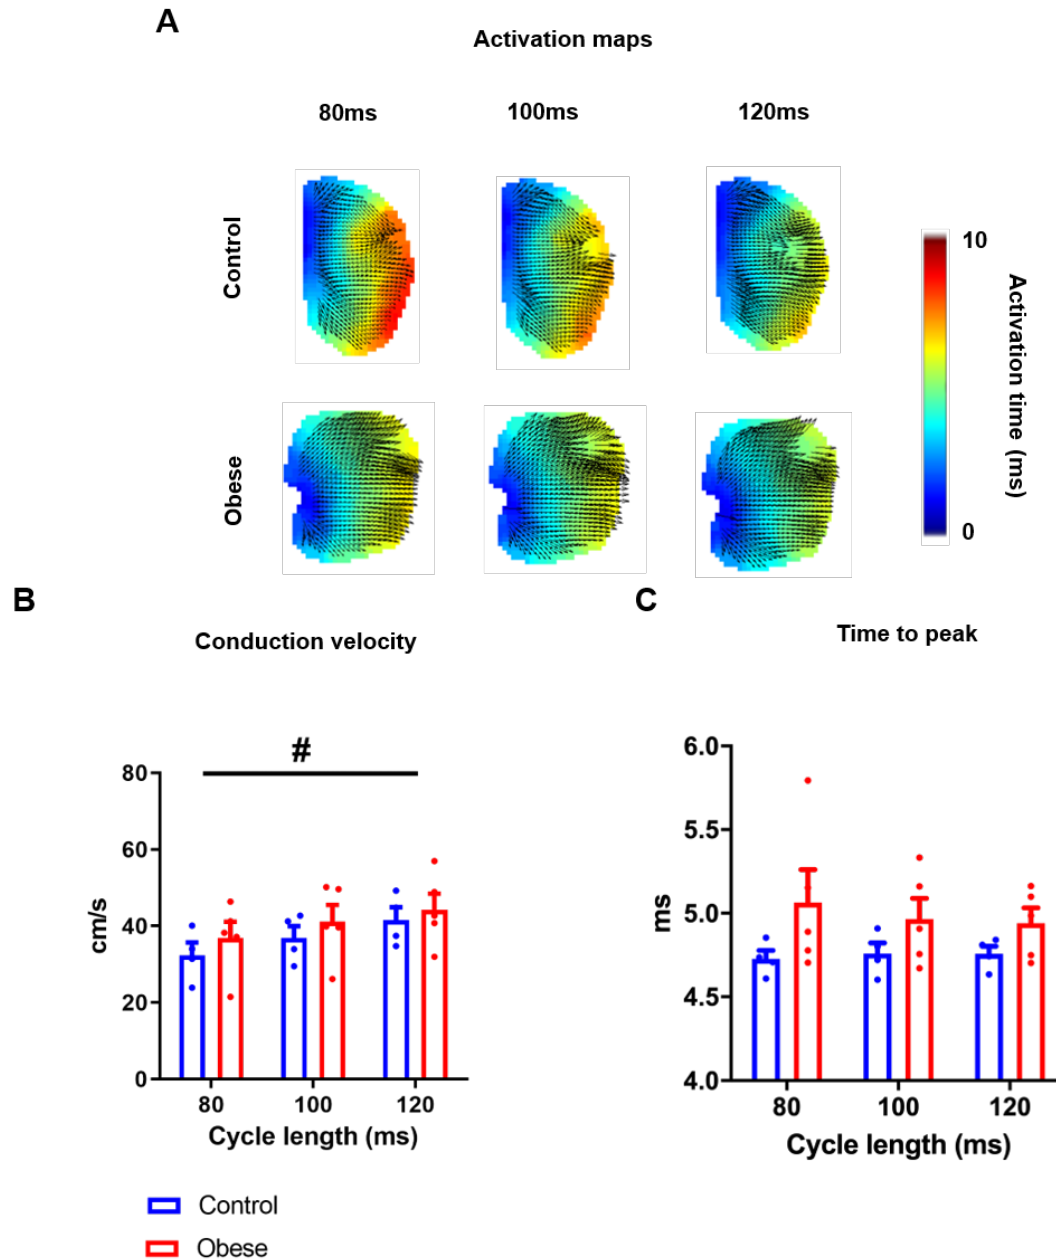 A
Activation maps
80ms 100ms 120ms
Control
Obese
10
Activation time (ms)
0
B
Conduction velocity
#
cm/s
80
60
40
20
0
80 100 120
Cycle length (ms)
Control
Obese
C
Time to peak
ms
6.0
5.5
5.0
4.5
4.0
80 100 120
Cycle length (ms)